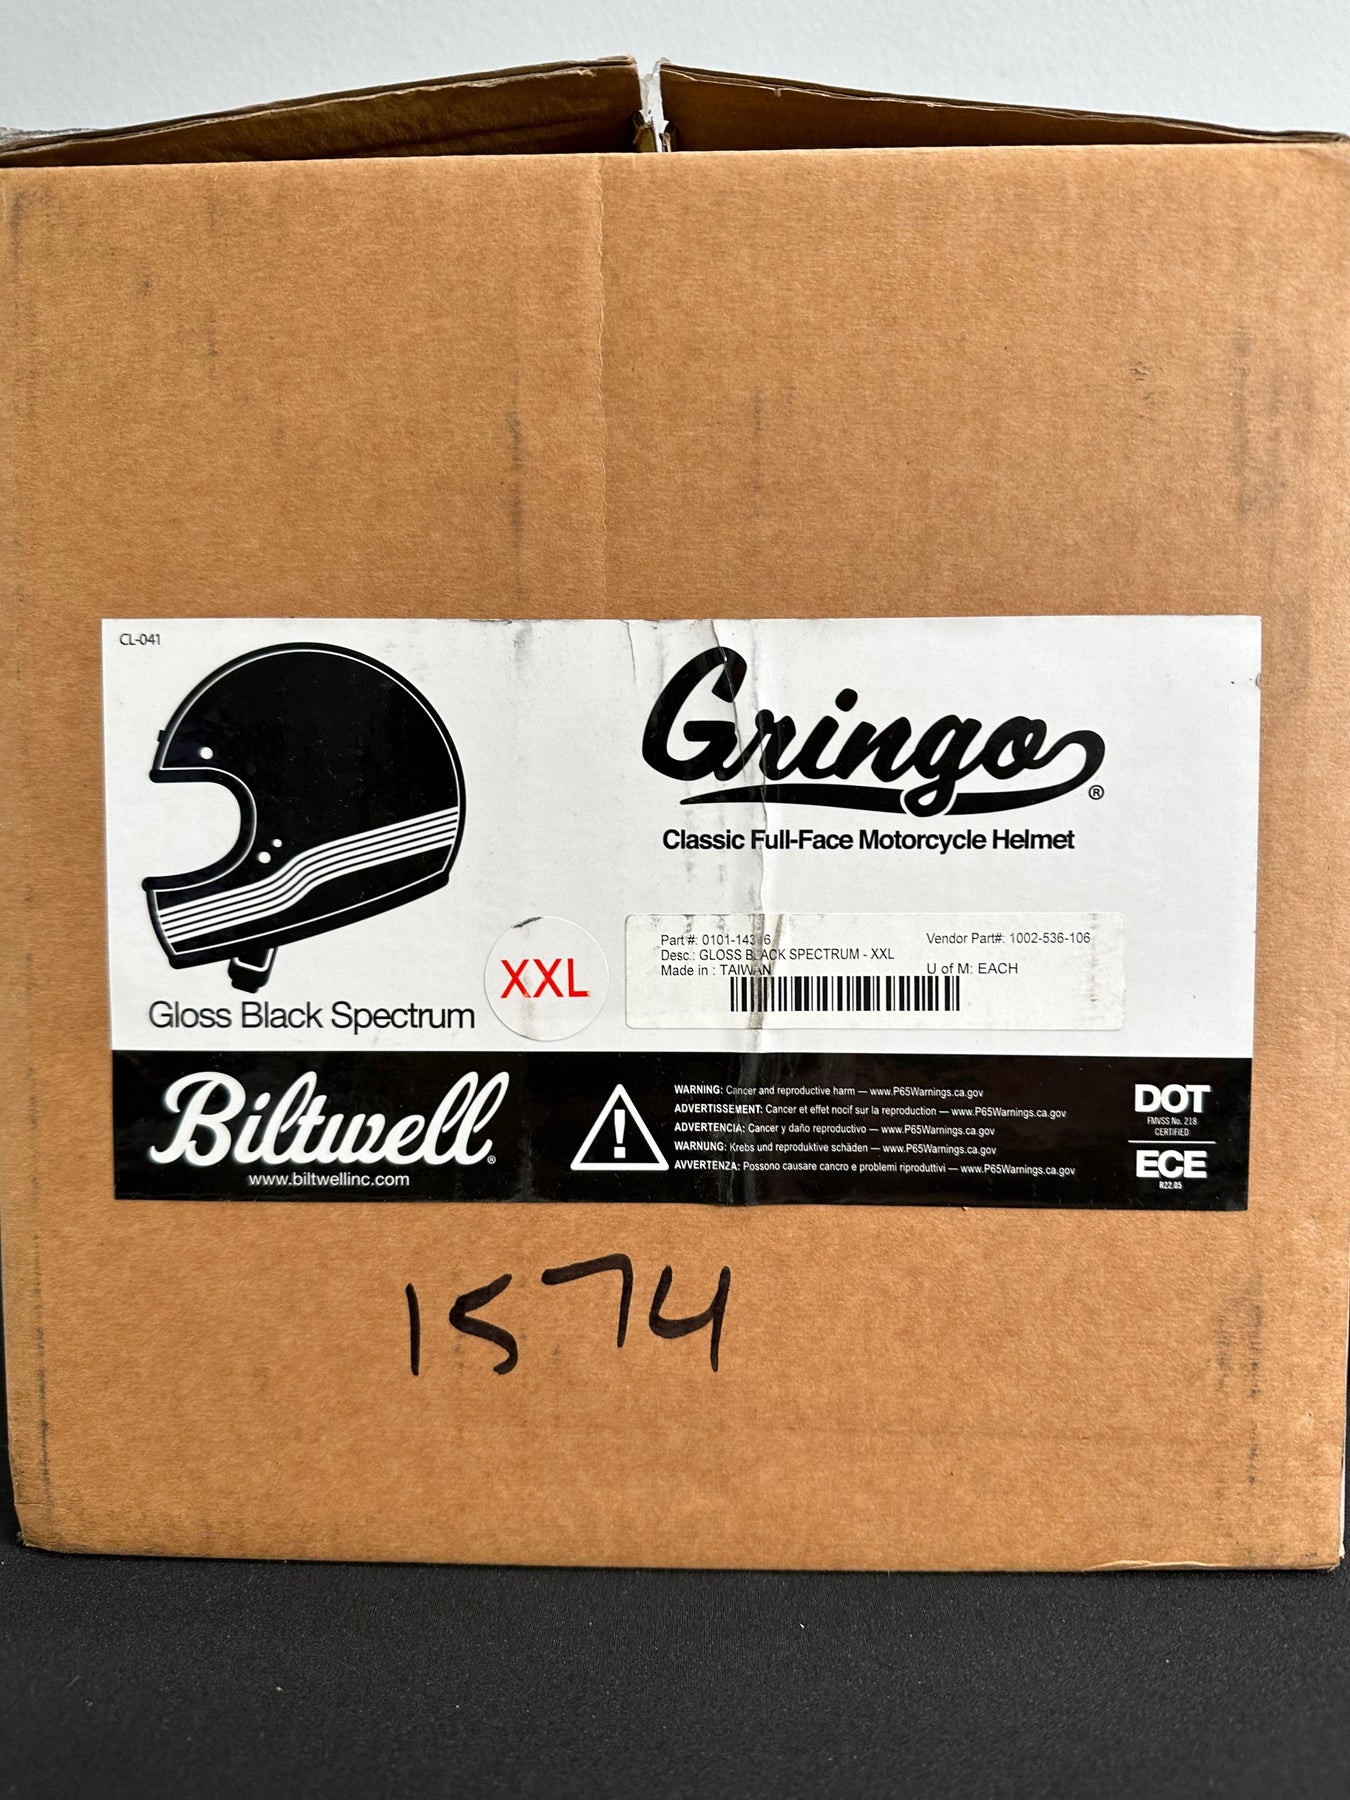 CL-041
Gringo®
Classic Full-Face Motorcycle Helmet
Part #:
Vendor Part#: 1002-536-106
Desc.: GLOSS BLACK SPECTRUM - XXL
Made in : TAIWAN
U of M: EACH
XXL
Gloss Black Spectrum
Biltwell®
www.biltwellinc.com
WARNING: Cancer and reproductive harm — www.P65Warnings.ca.gov
ADVERTISSEMENT: Cancer et effet nocif sur la reproduction — www.P65Warnings.ca.gov
ADVERTENCIA: Cancer y daño reproductivo — www.P65Warnings.ca.gov
WARNUNG: Krebs und reproduktive schäden — www.P65Warnings.ca.gov
AVVERTENZA: Possono causare cancro e problemi riproduttivi — www.P65Warnings.ca.gov
DOT
FMVSS No. 218
CERTIFIED
ECE
R22.05
1574